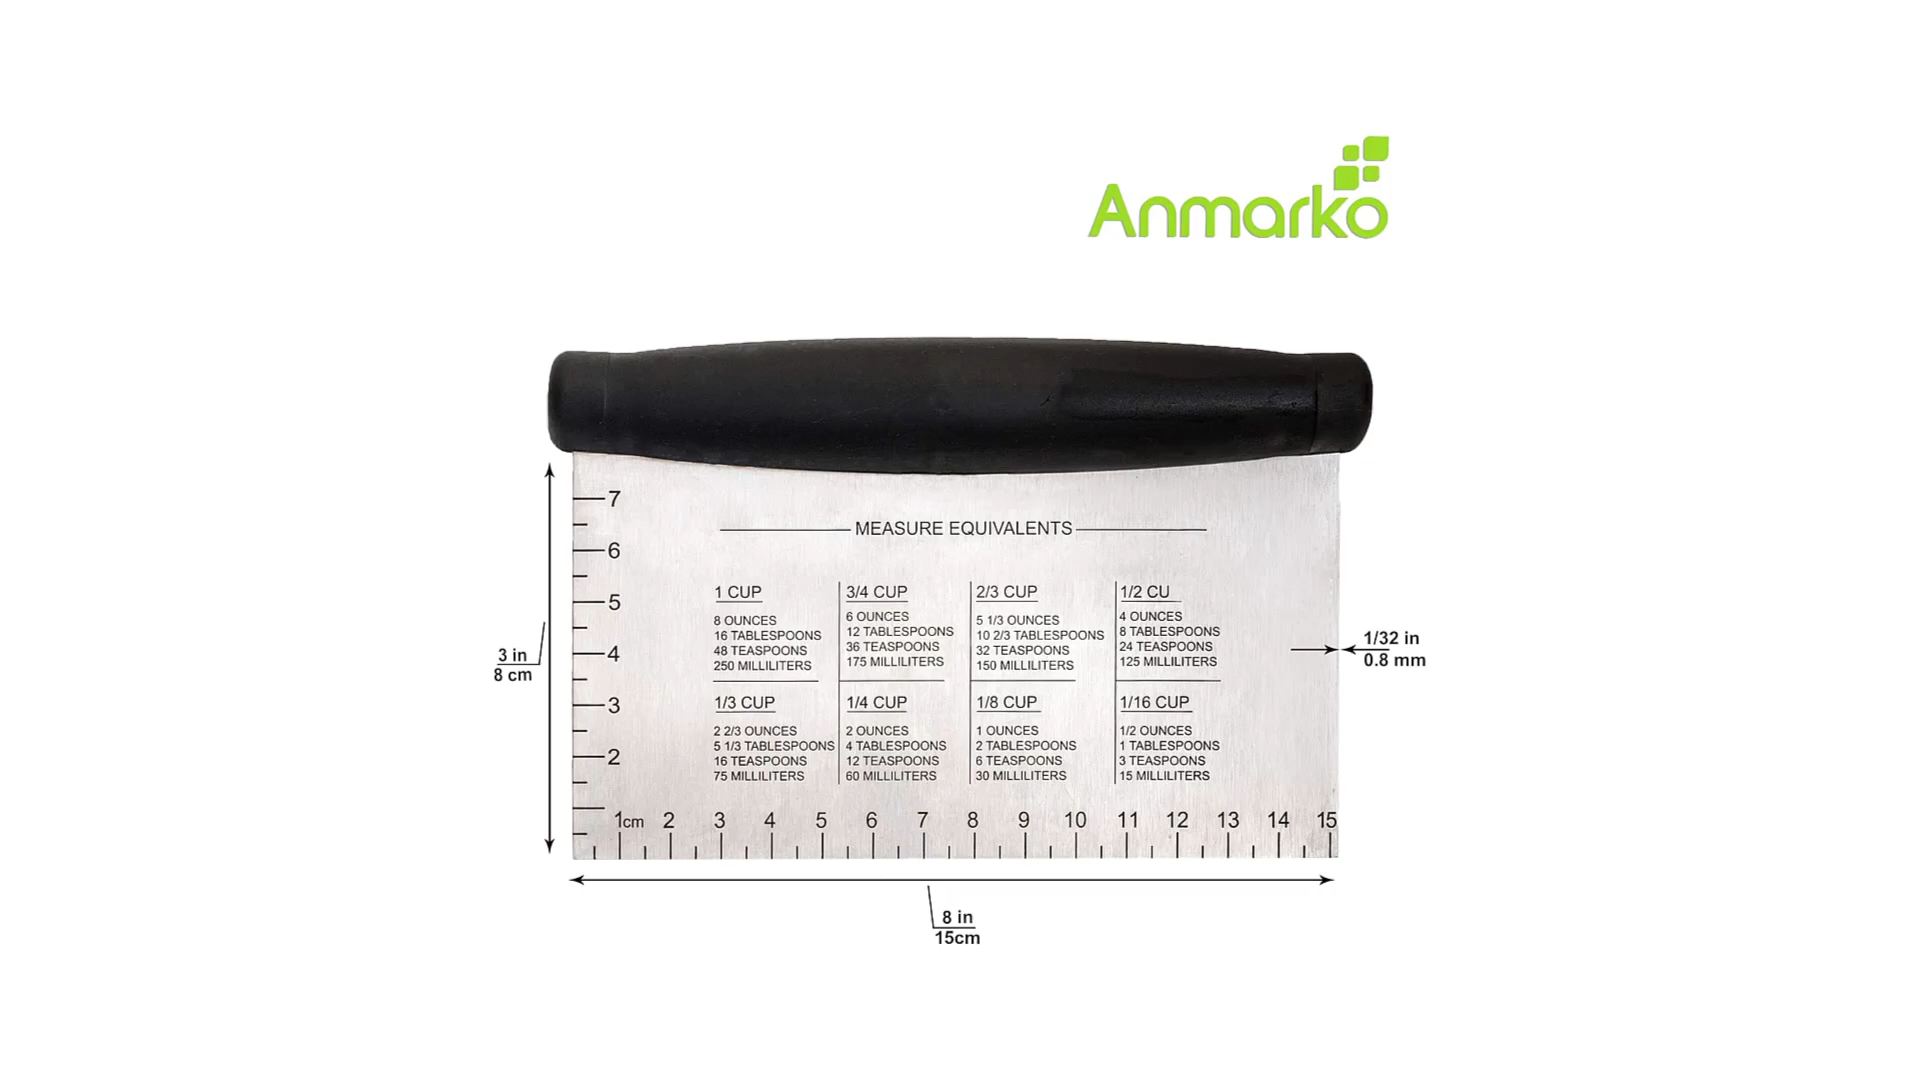 Anmarko
7
6
5
4
3
2
MEASURE EQUIVALENTS
1 CUP
8 OUNCES
16 TABLESPOONS
48 TEASPOONS
250 MILLILITERS
3/4 CUP
6 OUNCES
12 TABLESPOONS
36 TEASPOONS
175 MILLILITERS
2/3 CUP
5 1/3 OUNCES
10 2/3 TABLESPOONS
32 TEASPOONS
150 MILLILITERS
1/2 CU
4 OUNCES
8 TABLESPOONS
24 TEASPOONS
125 MILLILITERS
1/3 CUP
2 2/3 OUNCES
5 1/3 TABLESPOONS
16 TEASPOONS
75 MILLILITERS
1/4 CUP
2 OUNCES
4 TABLESPOONS
12 TEASPOONS
60 MILLILITERS
1/8 CUP
1 OUNCES
2 TABLESPOONS
6 TEASPOONS
30 MILLILITERS
1/16 CUP
1/2 OUNCES
1 TABLESPOONS
3 TEASPOONS
15 MILLILITERS
1cm 2 3 4 5 6 7 8 9 10 11 12 13 14 15
3 in
8 cm
1/32 in
0.8 mm
8 in
15cm